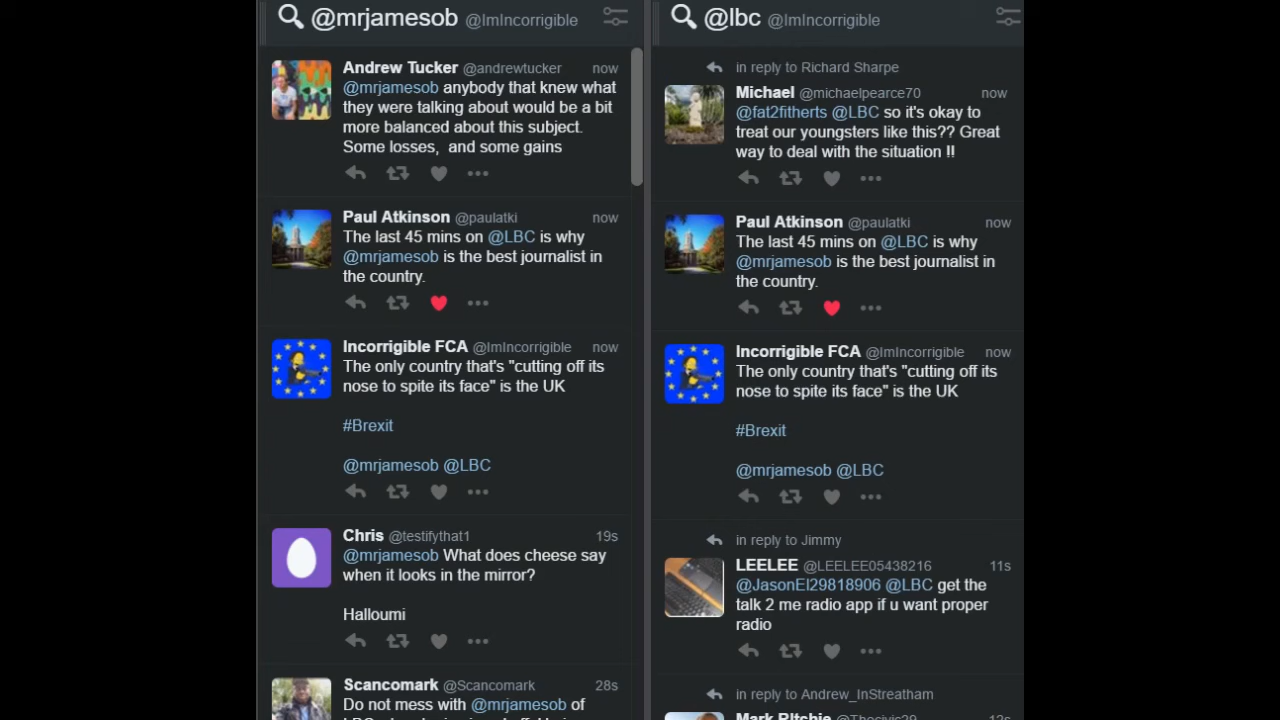 @mrjamesob @ImIncorrigible
Andrew Tucker @andrewtucker now
@mrjamesob anybody that knew what
they were talking about would be a bit
more balanced about this subject.
Some losses, and some gains
Paul Atkinson @paulatki now
The last 45 mins on @LBC is why
@mrjamesob is the best journalist in
the country.
Incorrigible FCA @ImIncorrigible now
The only country that's "cutting off its
nose to spite its face" is the UK
#Brexit
@mrjamesob @LBC
Chris @testifythat1 19s
@mrjamesob What does cheese say
when it looks in the mirror?
Halloumi
Scancomark @Scancomark 28s
Do not mess with @mrjamesob of
@lbc @ImIncorrigible
in reply to Richard Sharpe
Michael @michaelpearce70 now
@fat2fitherts @LBC so it's okay to
treat our youngsters like this?? Great
way to deal with the situation !!
Paul Atkinson @paulatki now
The last 45 mins on @LBC is why
@mrjamesob is the best journalist in
the country.
Incorrigible FCA @ImIncorrigible now
The only country that's "cutting off its
nose to spite its face" is the UK
#Brexit
@mrjamesob @LBC
in reply to Jimmy
LEELEE @LEELEE05438216 11s
@JasonEl29818906 @LBC get the
talk 2 me radio app if u want proper
radio
in reply to Andrew_InStreatham
Mark RItchie @Thecivic29 12s